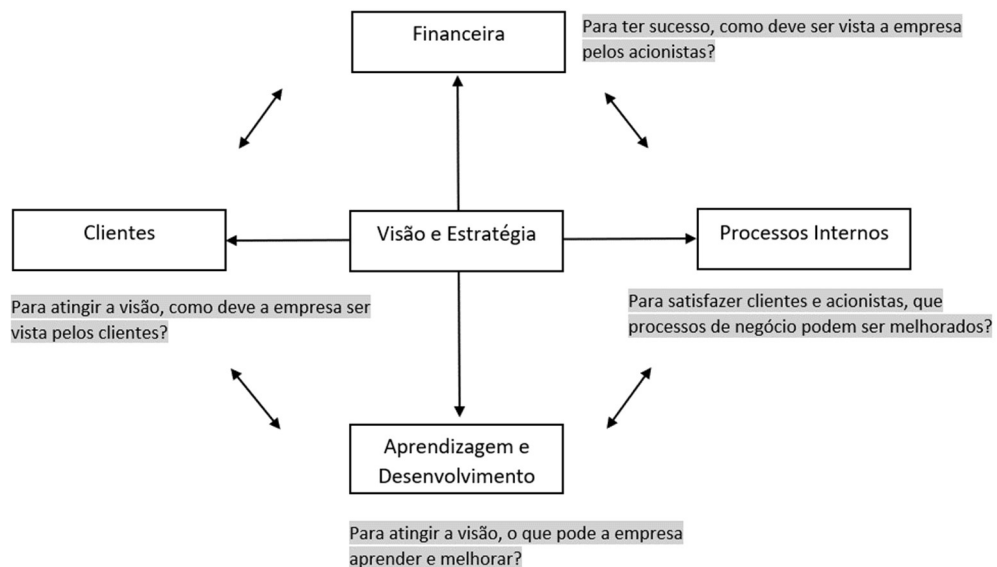 Financeira
Para ter sucesso, como deve ser vista a empresa
pelos acionistas?
Clientes
Visão e Estratégia
Processos Internos
Para atingir a visão, como deve a empresa ser
vista pelos clientes?
Para satisfazer clientes e acionistas, que
processos de negócio podem ser melhorados?
Aprendizagem e
Desenvolvimento
Para atingir a visão, o que pode a empresa
aprender e melhorar?